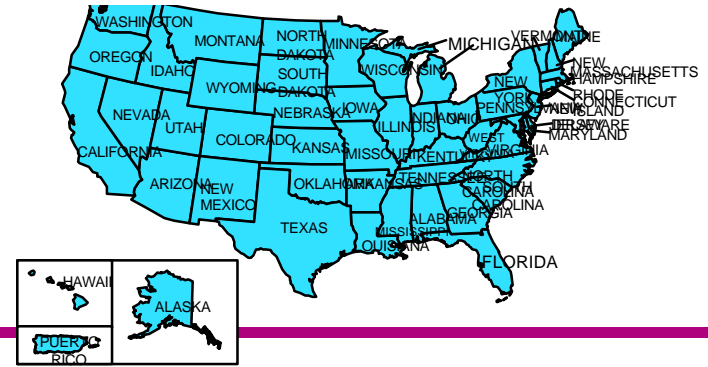 WASHINGTON
OREGON
IDAHO
MONTANA
NORTH
DAKOTA
SOUTH
DAKOTA
MINNESOTA
WISCONSIN
MICHIGAN
VERMONT
MAINE
NEW
HAMPSHIRE
MASSACHUSETTS
RHODE
ISLAND
CONNECTICUT
NEW
YORK
PENNSYLVANIA
NEW
JERSEY
DELAWARE
MARYLAND
WYOMING
NEBRASKA
IOWA
ILLINOIS
INDIANA
OHIO
WEST
VIRGINIA
VIRGINIA
NEVADA
UTAH
COLORADO
KANSAS
MISSOURI
KENTUCKY
CALIFORNIA
ARIZONA
NEW
MEXICO
OKLAHOMA
ARKANSAS
TENNESSEE
NORTH
CAROLINA
SOUTH
CAROLINA
TEXAS
LOUISIANA
MISSISSIPPI
ALABAMA
GEORGIA
FLORIDA
HAWAII
ALASKA
PUERTO
RICO